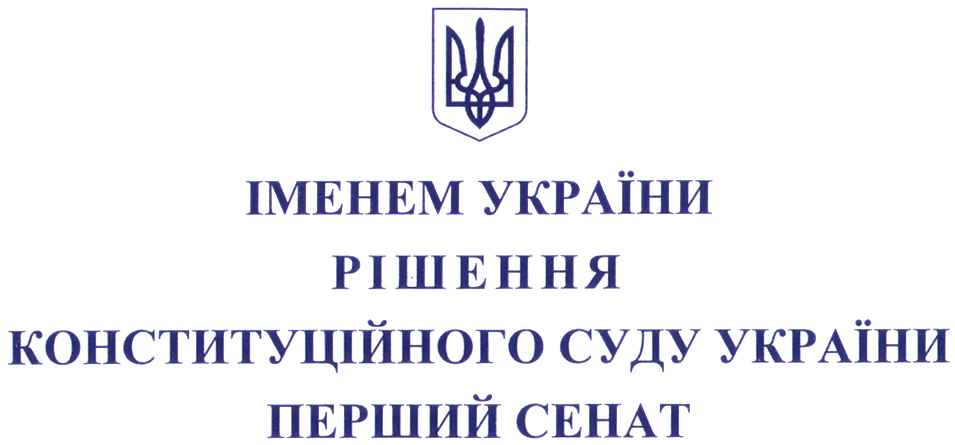 ІМЕНЕМ УКРАЇНИ
РІШЕННЯ
КОНСТИТУЦІЙНОГО СУДУ УКРАЇНИ
ПЕРШИЙ СЕНАТ